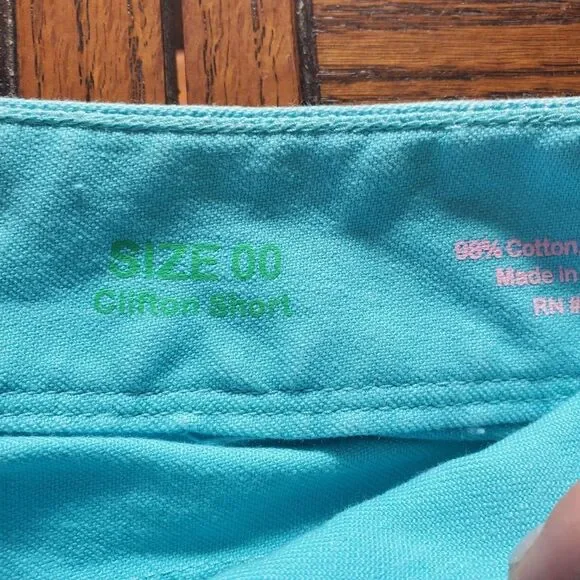 SIZE 00
Clifton Short
98% Cotton,
Made in
RN #